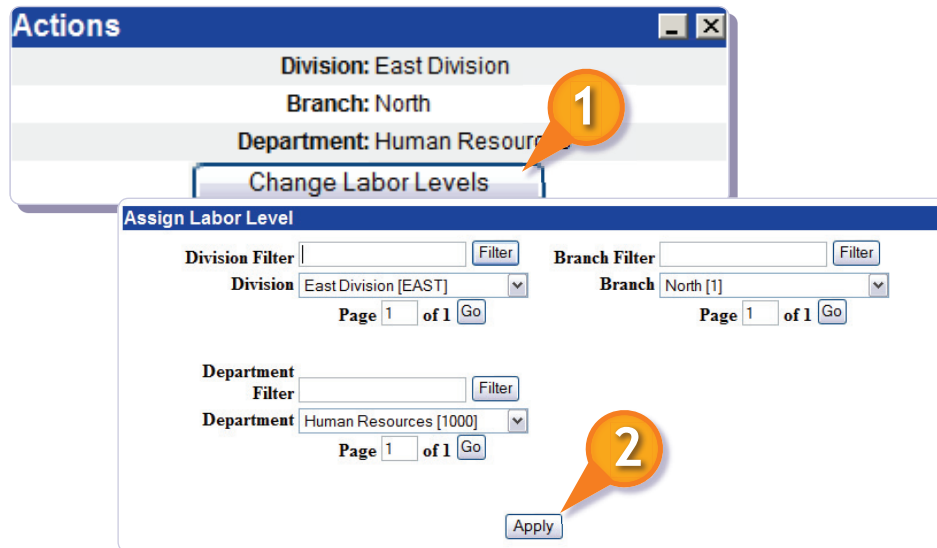 Actions
Division: East Division
Branch: North
1
Department: Human Resources
Change Labor Levels
Assign Labor Level
Division Filter Filter Branch Filter Filter
Division East Division [EAST] Branch North [1]
Page 1 of 1 Go Page 1 of 1 Go
Department
Filter Filter
Department Human Resources [1000]
Page 1 of 1 Go
2
Apply